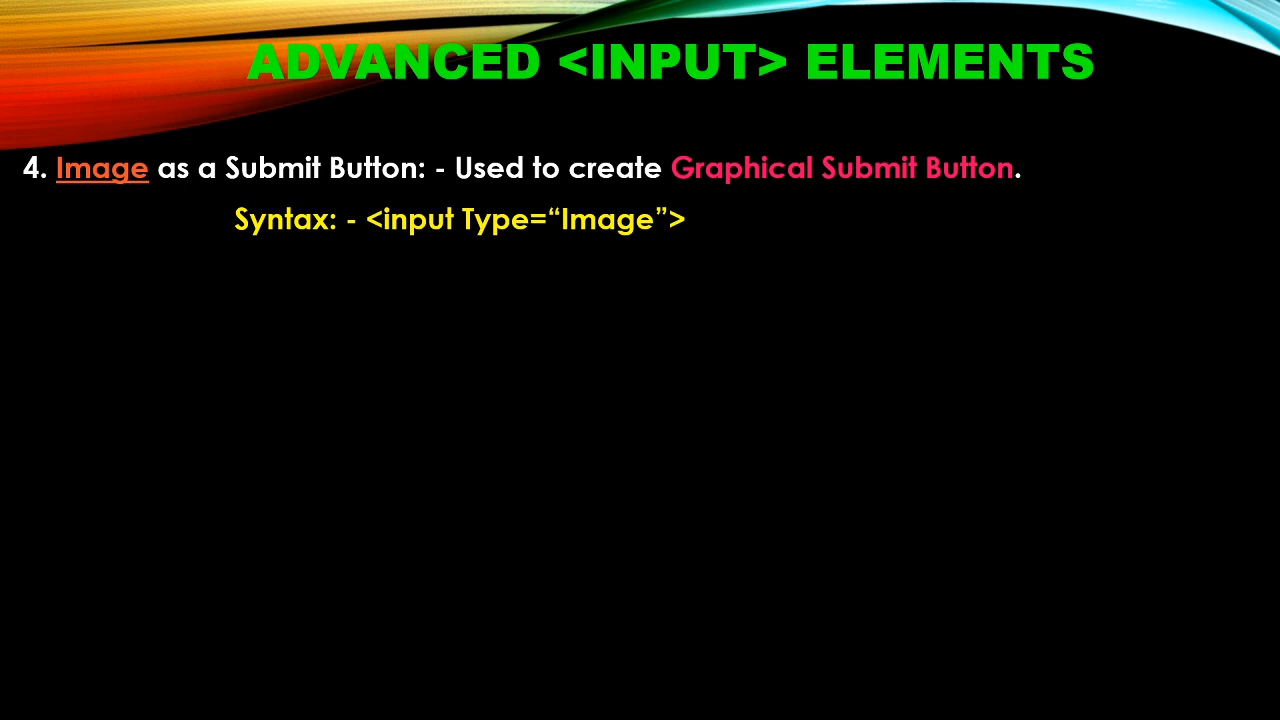 ADVANCED <INPUT> ELEMENTS
4. Image as a Submit Button: - Used to create Graphical Submit Button.
Syntax: - <input Type=“Image”>